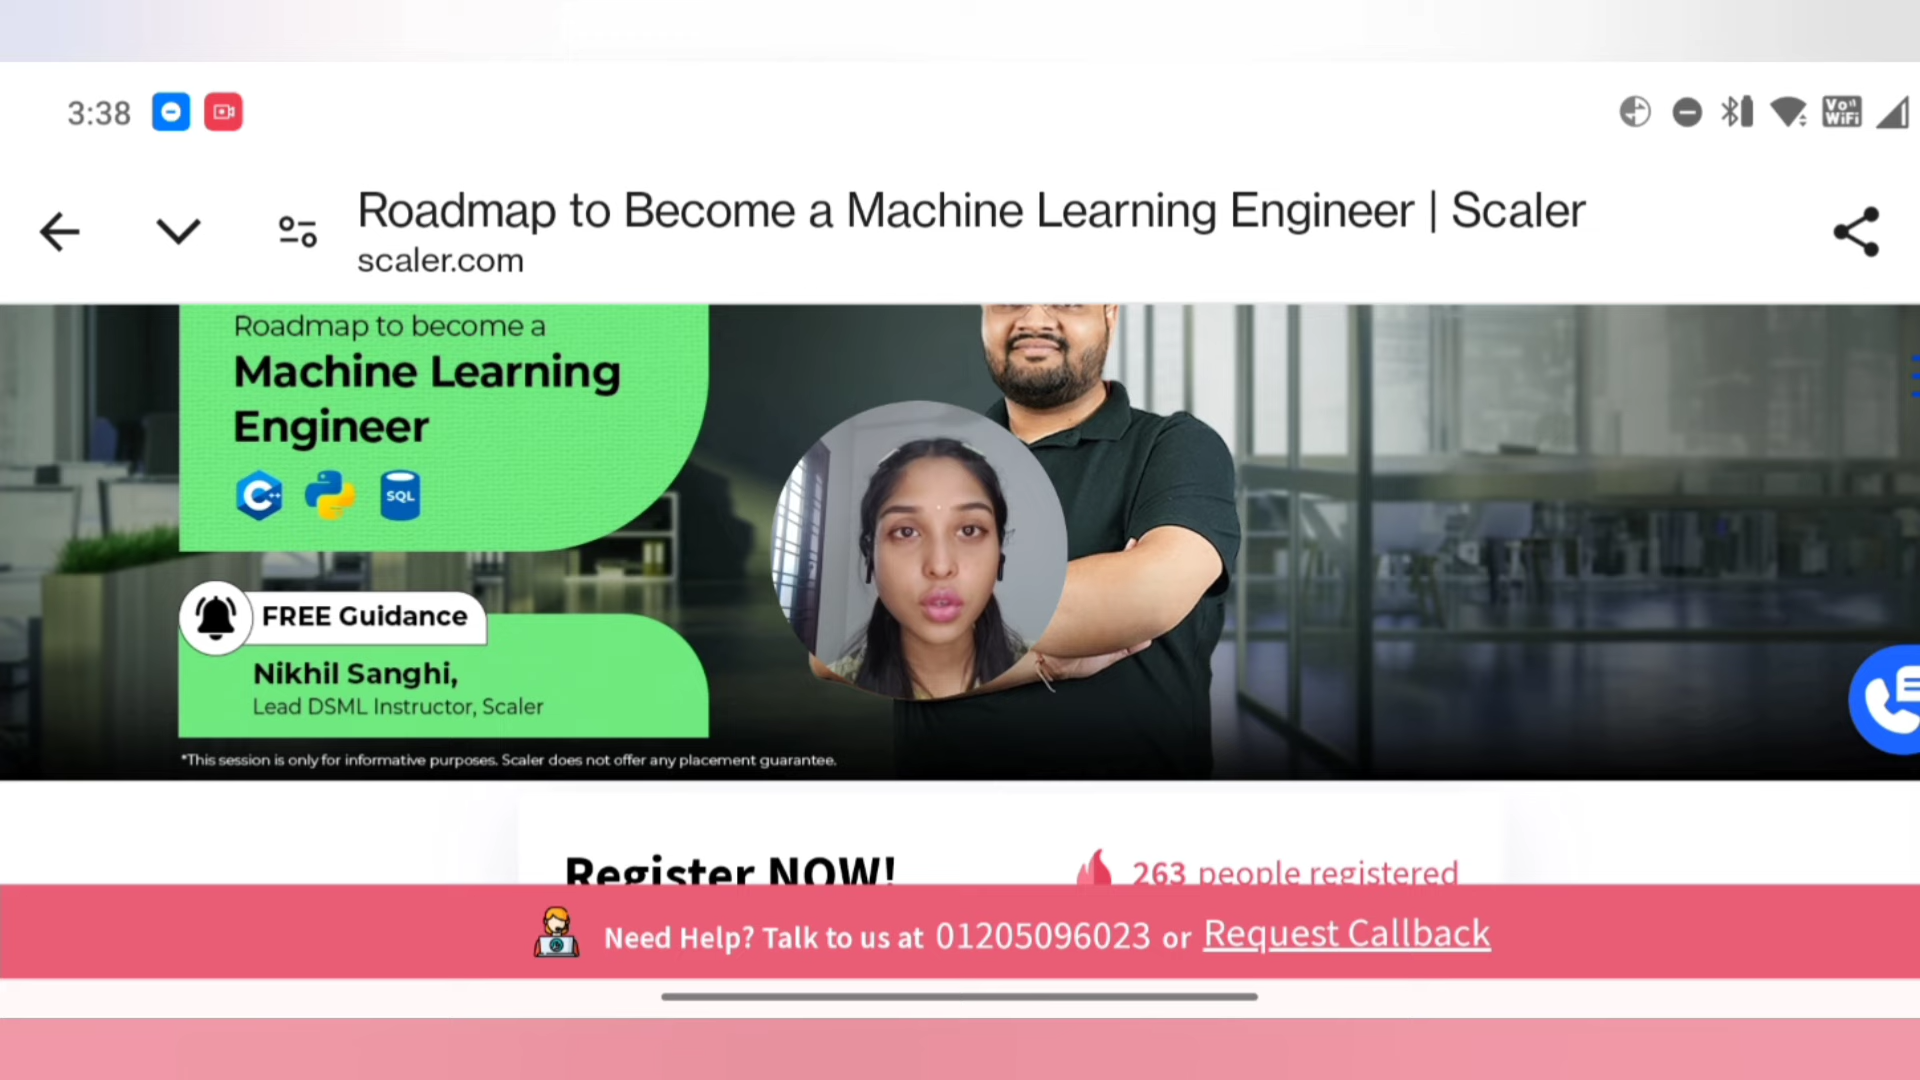 3:38
Vo
WiFi
Roadmap to Become a Machine Learning Engineer | Scaler
scaler.com
Roadmap to become a
Machine Learning
Engineer
C++
SQL
FREE Guidance
Nikhil Sanghi,
Lead DSML Instructor, Scaler
*This session is only for informative purposes. Scaler does not offer any placement guarantee.
Register NOW!
263 people registered
Need Help? Talk to us at 01205096023 or Request Callback